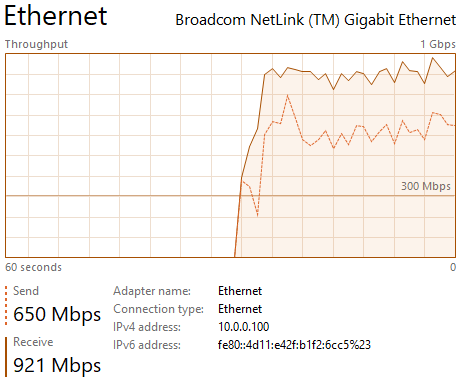 Ethernet
Broadcom NetLink (TM) Gigabit Ethernet
Throughput
1 Gbps
300 Mbps
60 seconds
0
Send
650 Mbps
Receive
921 Mbps
Adapter name: Ethernet
Connection type: Ethernet
IPv4 address: 10.0.0.100
IPv6 address: fe80::4d11:e42f:b1f2:6cc5%23